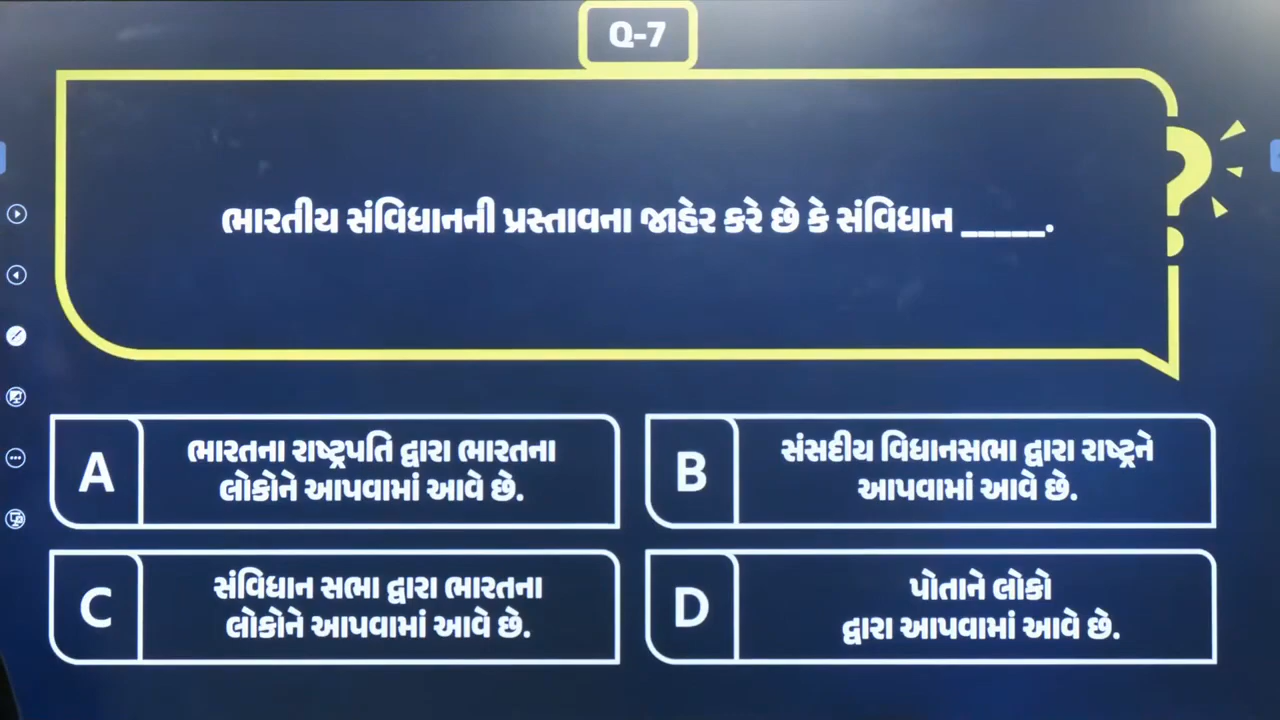 Q-7
ભારતીય સંવિધાનની પ્રસ્તાવના જાહેર કરે છે કે સંવિધાન _____.
A
ભારતના રાષ્ટ્રપતિ દ્વારા ભારતના
લોકોને આપવામાં આવે છે.
B
સંસદીય વિધાનસભા દ્વારા રાષ્ટ્રને
આપવામાં આવે છે.
C
સંવિધાન સભા દ્વારા ભારતના
લોકોને આપવામાં આવે છે.
D
પોતાને લોકો
દ્વારા આપવામાં આવે છે.